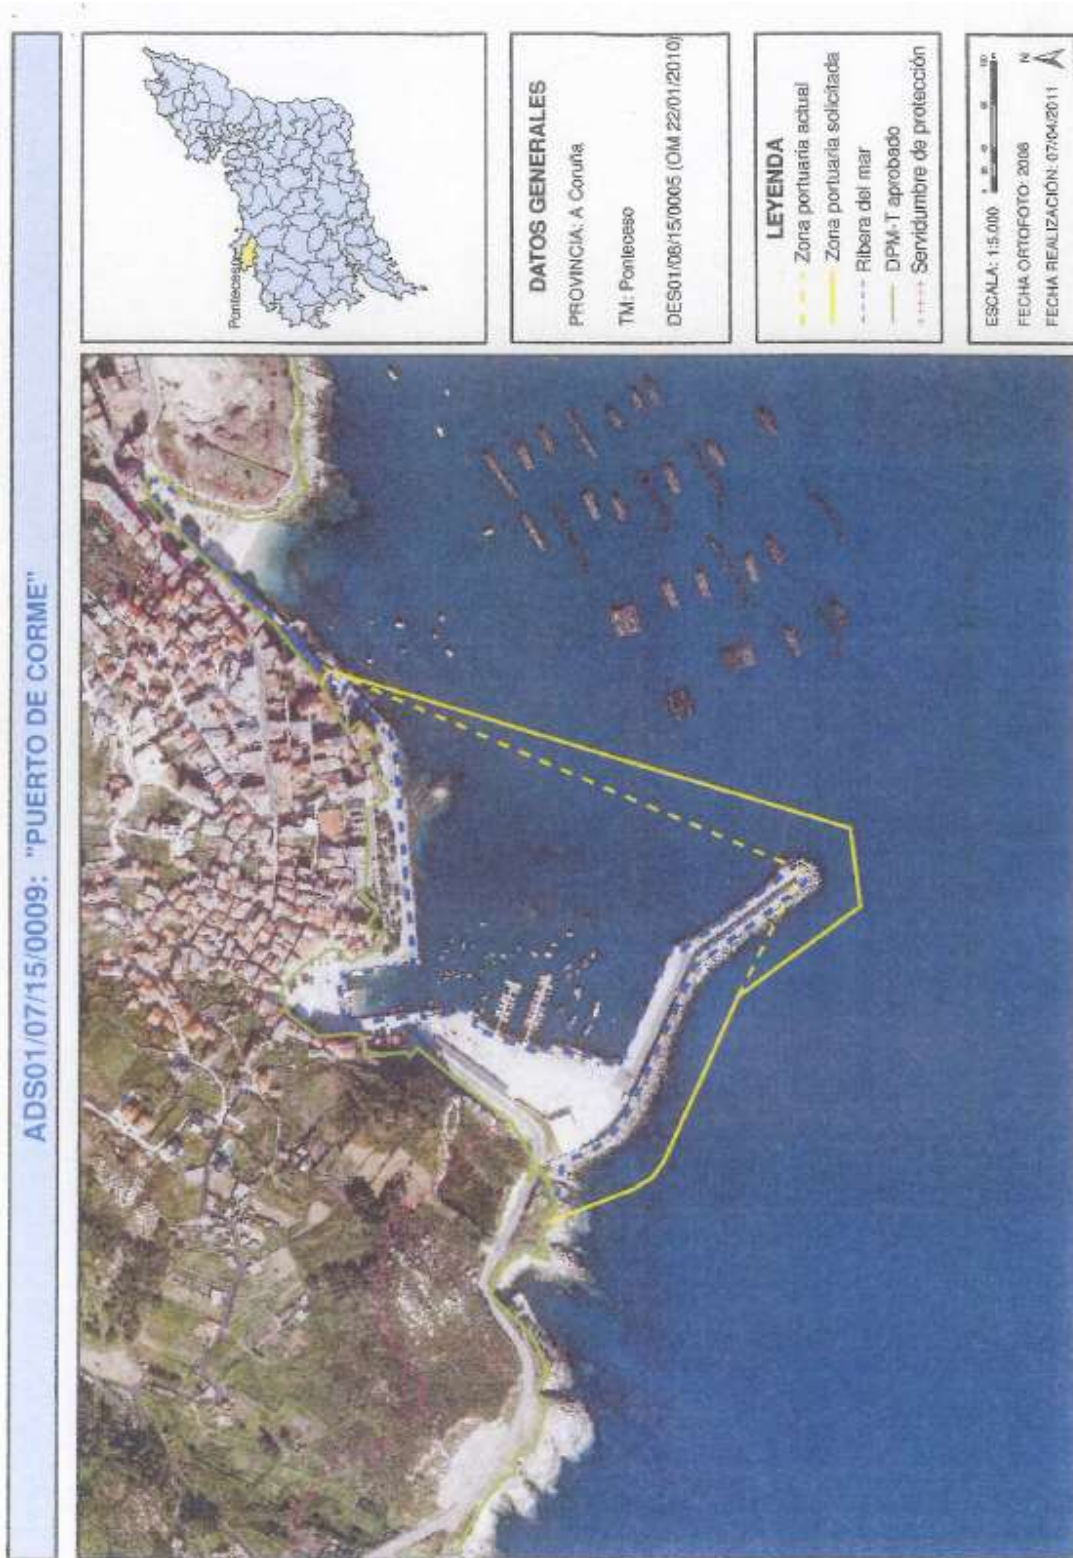 ADS01/07/15/0009: "PUERTO DE CORME"
Ponteceso
DATOS GENERALES
PROVINCIA: A Coruña
TM: Ponteceso
DES01/08/15/0005 (OM 22/01/2010)
LEYENDA
Zona portuaria actual
Zona portuaria solicitada
Ribera del mar
DPM-T aprobado
Servidumbre de protección
ESCALA: 1:5.000
N
FECHA ORTOFOTO: 2008
FECHA REALIZACIÓN: 07/04/2011